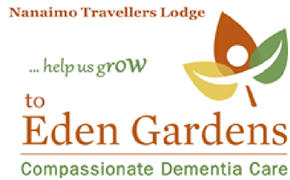 Nanaimo Travellers Lodge
... help us grow
to
Eden Gardens
Compassionate Dementia Care